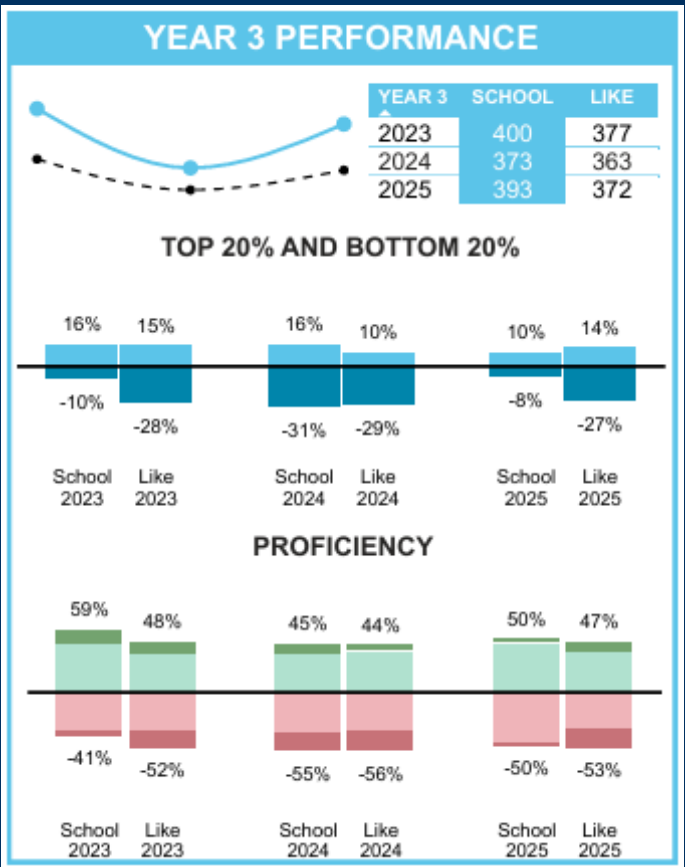 YEAR 3 PERFORMANCE
YEAR 3 SCHOOL LIKE
2023 400 377
2024 373 363
2025 393 372
TOP 20% AND BOTTOM 20%
16% 15% 16% 10% 10% 14%
-10% -28% -31% -29% -8% -27%
School Like School Like School Like
2023 2023 2024 2024 2025 2025
PROFICIENCY
59% 48% 45% 44% 50% 47%
-41% -52% -55% -56% -50% -53%
School Like School Like School Like
2023 2023 2024 2024 2025 2025